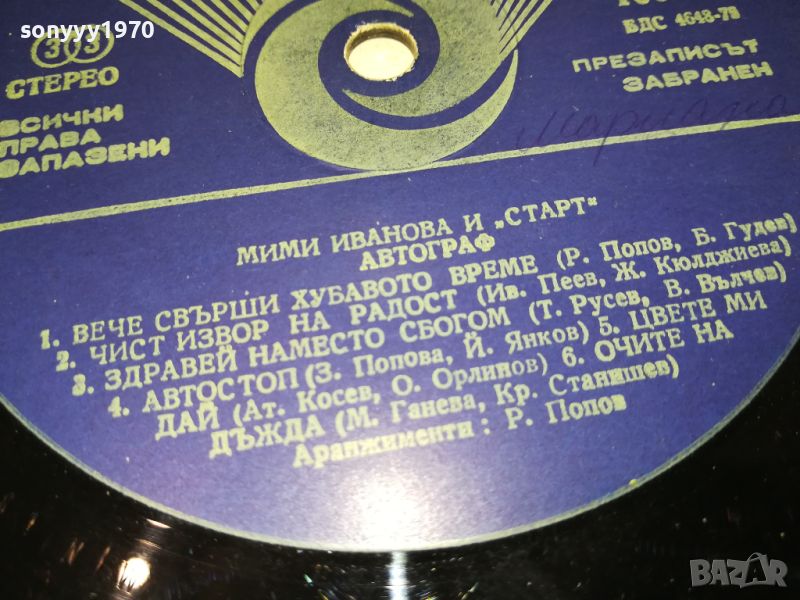 sonyyy1970
33
СТЕРЕО
ВСИЧКИ
ПРАВА
ЗАПАЗЕНИ
БДС 4643-79
ПРЕЗАПИСЪТ
ЗАБРАНЕН
МИМИ ИВАНОВА И „СТАРТ"
АВТОГРАФ
1. ВЕЧЕ СВЪРШИ ХУБАВОТО ВРЕМЕ (Р. Попов, Б. Гудев)
2. ЧИСТ ИЗВОР НА РАДОСТ (Ив. Пеев, Ж. Кюлджиева)
3. ЗДРАВЕЙ НАМЕСТО СБОГОМ (Т. Русев, В. Вълчев)
4. АВТОСТОП (З. Попова, Й. Янков) 5. ЦВЕТЕ МИ
ДАЙ (Ат. Косев, О. Орлинов) 6. ОЧИТЕ НА
ДЪЖДА (М. Ганева, Кр. Станишев)
Аранжименти: Р. Попов
BAZAR